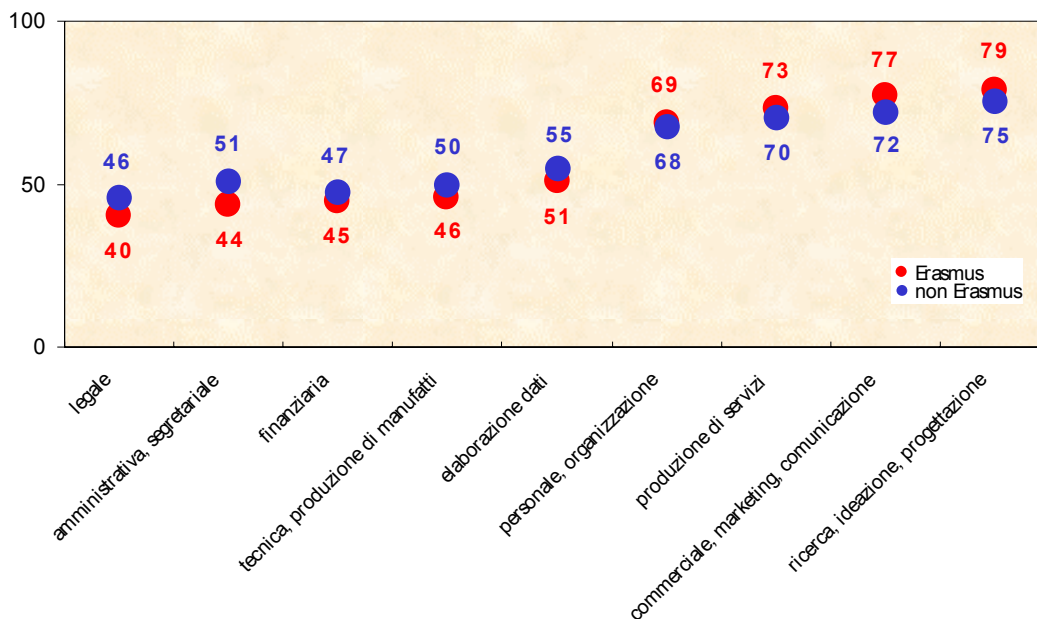 100
79
77
73
69
55
51
50
47
46
75
72
70
68
50
51
46
45
44
40
Erasmus
non Erasmus
0
legale
amministrativa, segretariale
finanziaria
tecnica, produzione di manufatti
elaborazione dati
personale, organizzazione
produzione di servizi
commerciale, marketing, comunicazione
ricerca, ideazione, progettazione